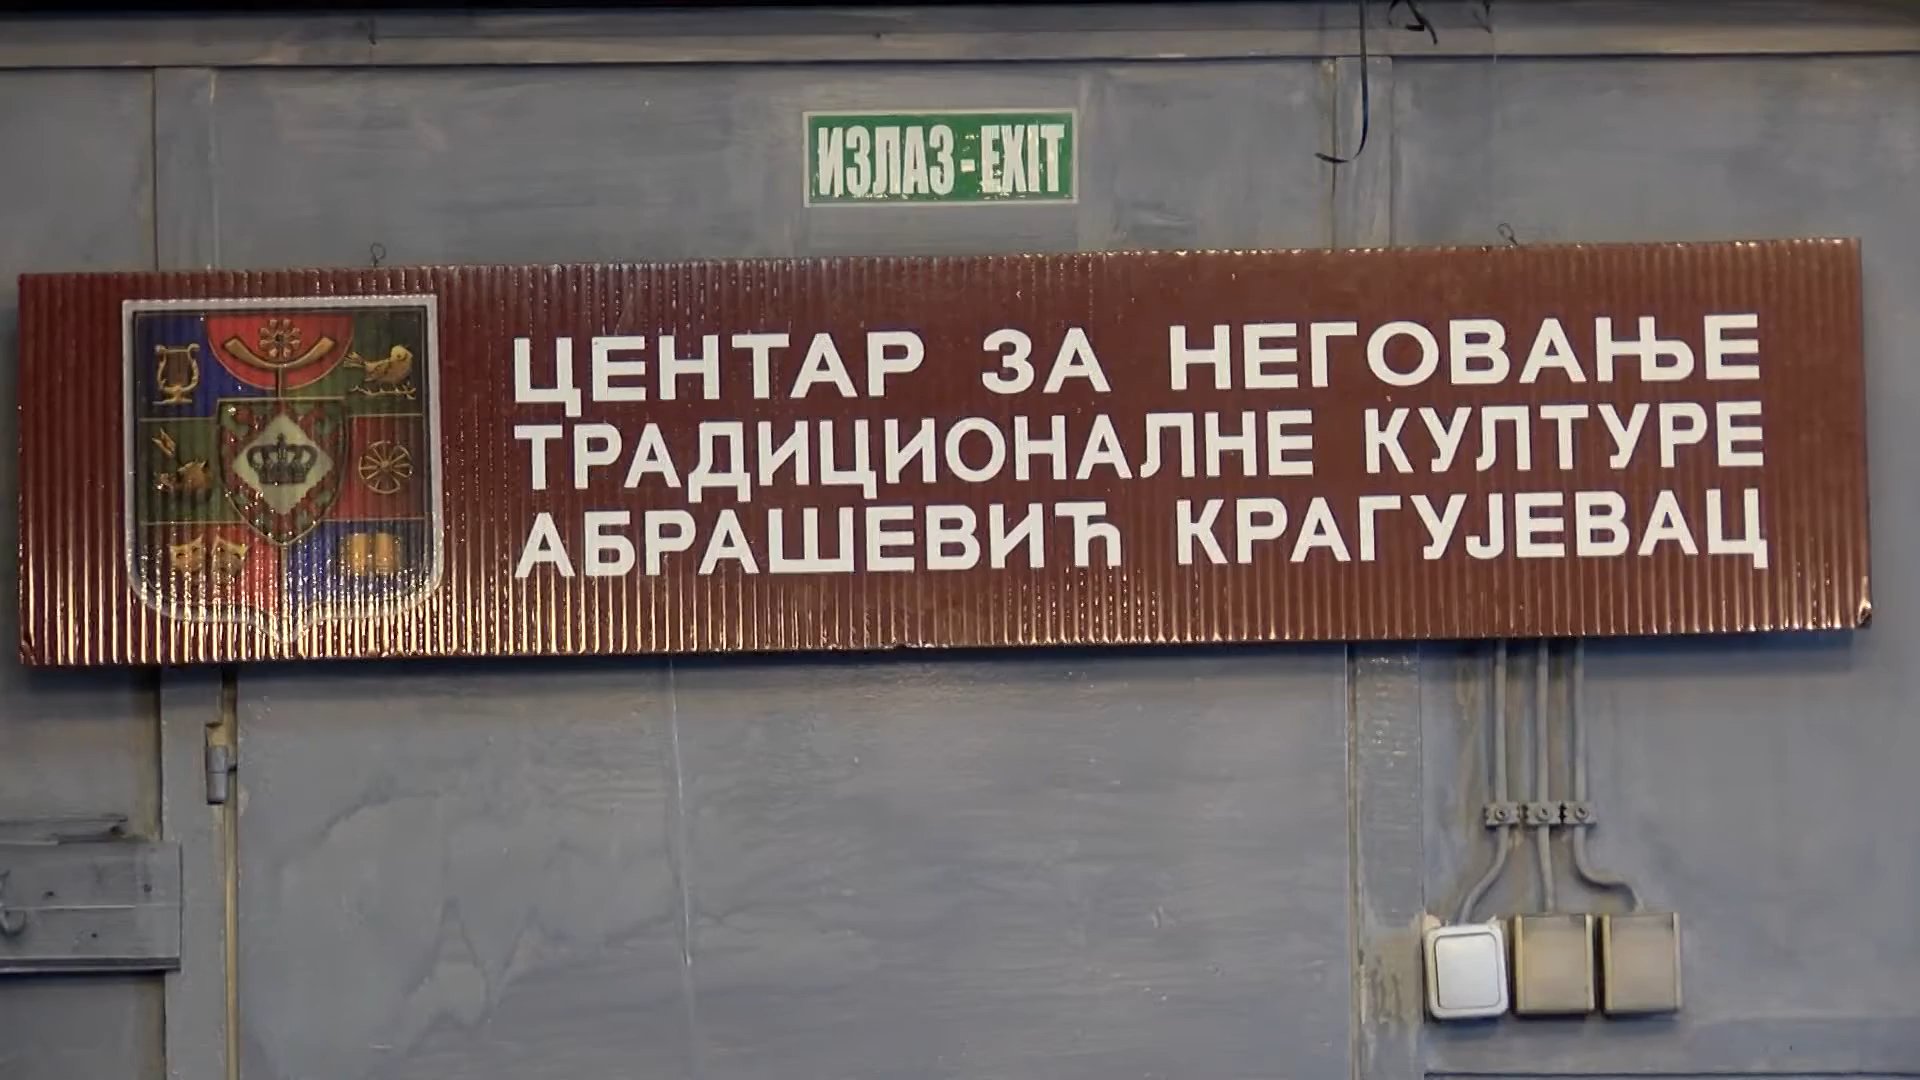 ИЗЛАЗ-EXIT
ЦЕНТАР ЗА НЕГОВАЊЕ
ТРАДИЦИОНАЛНЕ КУЛТУРЕ
АБРАШЕВИЋ КРАГУЈЕВАЦ